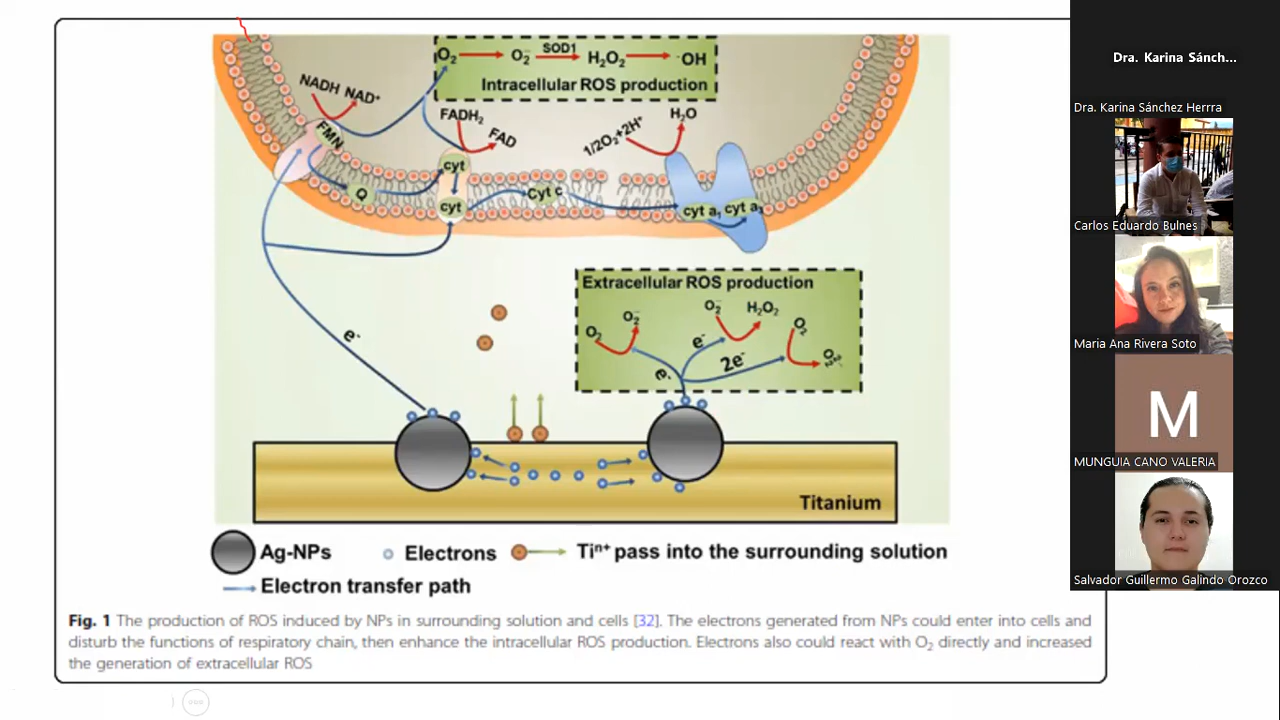 Dra. Karina Sánch...
Dra. Karina Sánchez Herrra
Carlos Eduardo Bulnes
Maria Ana Rivera Soto
M
MUNGUIA CANO VALERIA
Salvador Guillermo Galindo Orozco
O₂ O₂⁻ SOD1 H₂O₂ ·OH
Intracellular ROS production
NADH NAD⁺
FMN
FADH₂
FAD
1/2O₂+2H⁺
H₂O
Q
cyt
cyt
Cyt c
cyt a₁ cyt a₃
Extracellular ROS production
O₂ O₂⁻
O₂⁻ H₂O₂
O₂
e⁻
e⁻
2e⁻
e⁻
Titanium
Ag-NPs
Electrons
Tiⁿ⁺ pass into the surrounding solution
Electron transfer path
Fig. 1 The production of ROS induced by NPs in surrounding solution and cells [32]. The electrons generated from NPs could enter into cells and
disturb the functions of respiratory chain, then enhance the intracellular ROS production. Electrons also could react with O₂ directly and increased
the generation of extracellular ROS